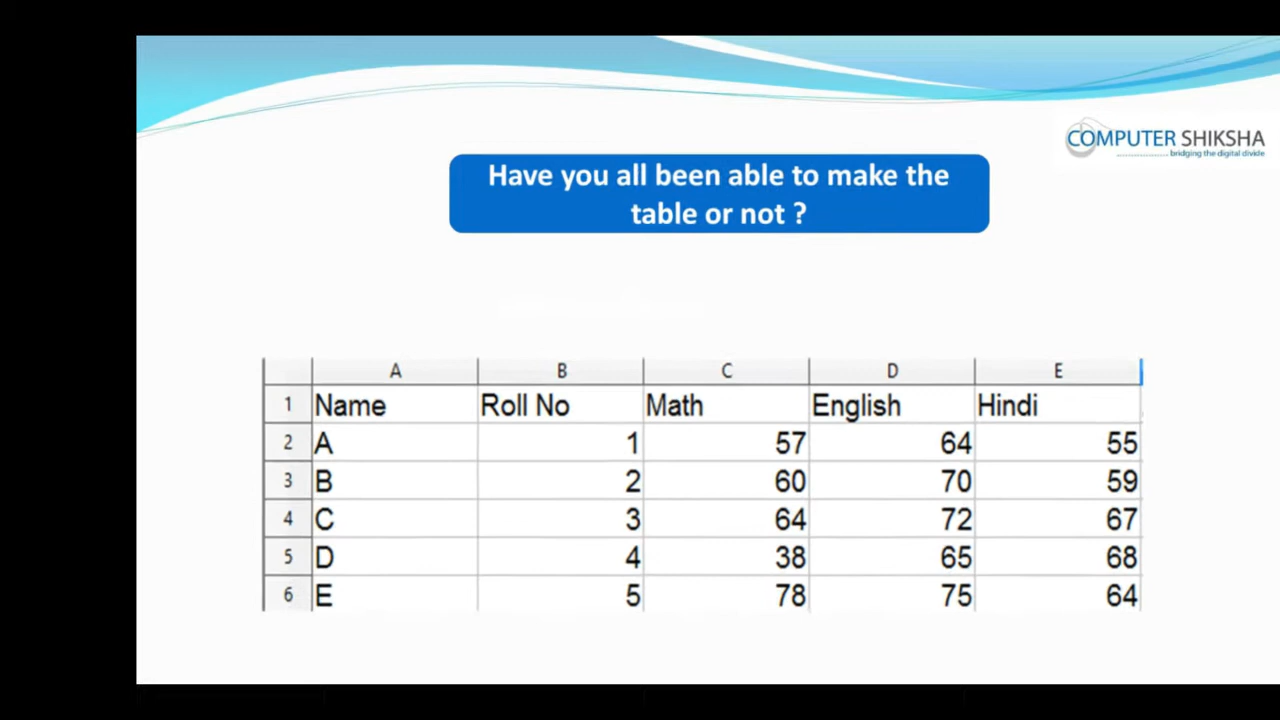 COMPUTER SHIKSHA
bridging the digital divide
Have you all been able to make the
table or not ?
A B C D E
1 Name Roll No Math English Hindi
2 A 1 57 64 55
3 B 2 60 70 59
4 C 3 64 72 67
5 D 4 38 65 68
6 E 5 78 75 64